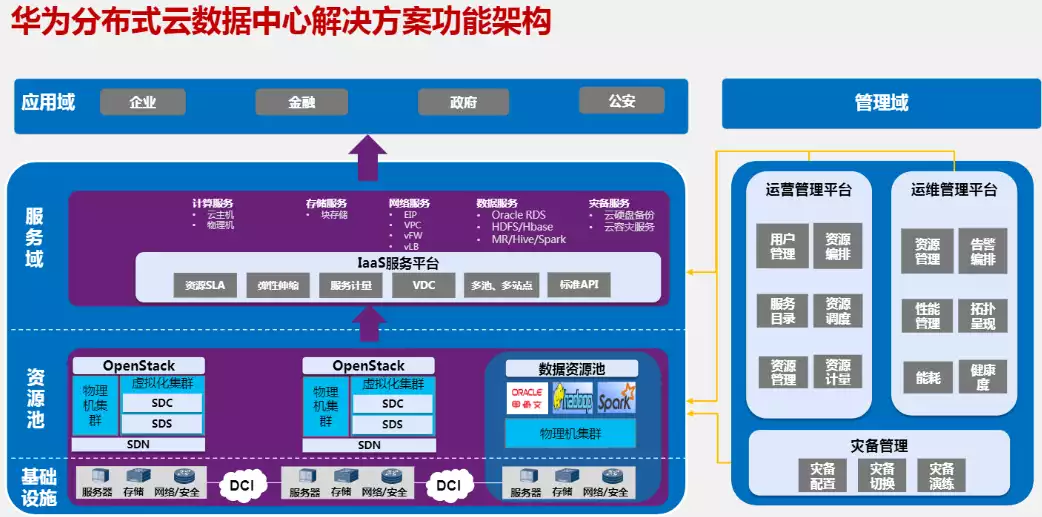 华为分布式云数据中心解决方案功能架构
应用域
企业
金融
政府
公安
管理域
服务域
计算服务
• 云主机
• 物理机
存储服务
• 块存储
网络服务
• EIP
• VPC
• vFW
• vLB
数据服务
• Oracle RDS
• HDFS/Hbase
• MR/Hive/Spark
灾备服务
• 云硬盘备份
• 云容灾服务
IaaS服务平台
资源SLA
弹性伸缩
服务计量
VDC
多池、多站点
标准API
资源池
OpenStack
物理机集群
虚拟化集群
SDC
SDS
SDN
OpenStack
物理机集群
虚拟化集群
SDC
SDS
SDN
数据资源池
ORACLE
甲骨文
hadoop
Spark
物理机集群
基础
设施
服务器
存储
网络/安全
DCI
服务器
存储
网络/安全
DCI
服务器
存储
网络/安全
运营管理平台
用户
管理
资源
编排
服务
目录
资源
调度
资源
管理
资源
计量
运维管理平台
资源
管理
告警
编排
性能
管理
拓扑
呈现
能耗
健康
度
灾备管理
灾备
配置
灾备
切换
灾备
演练